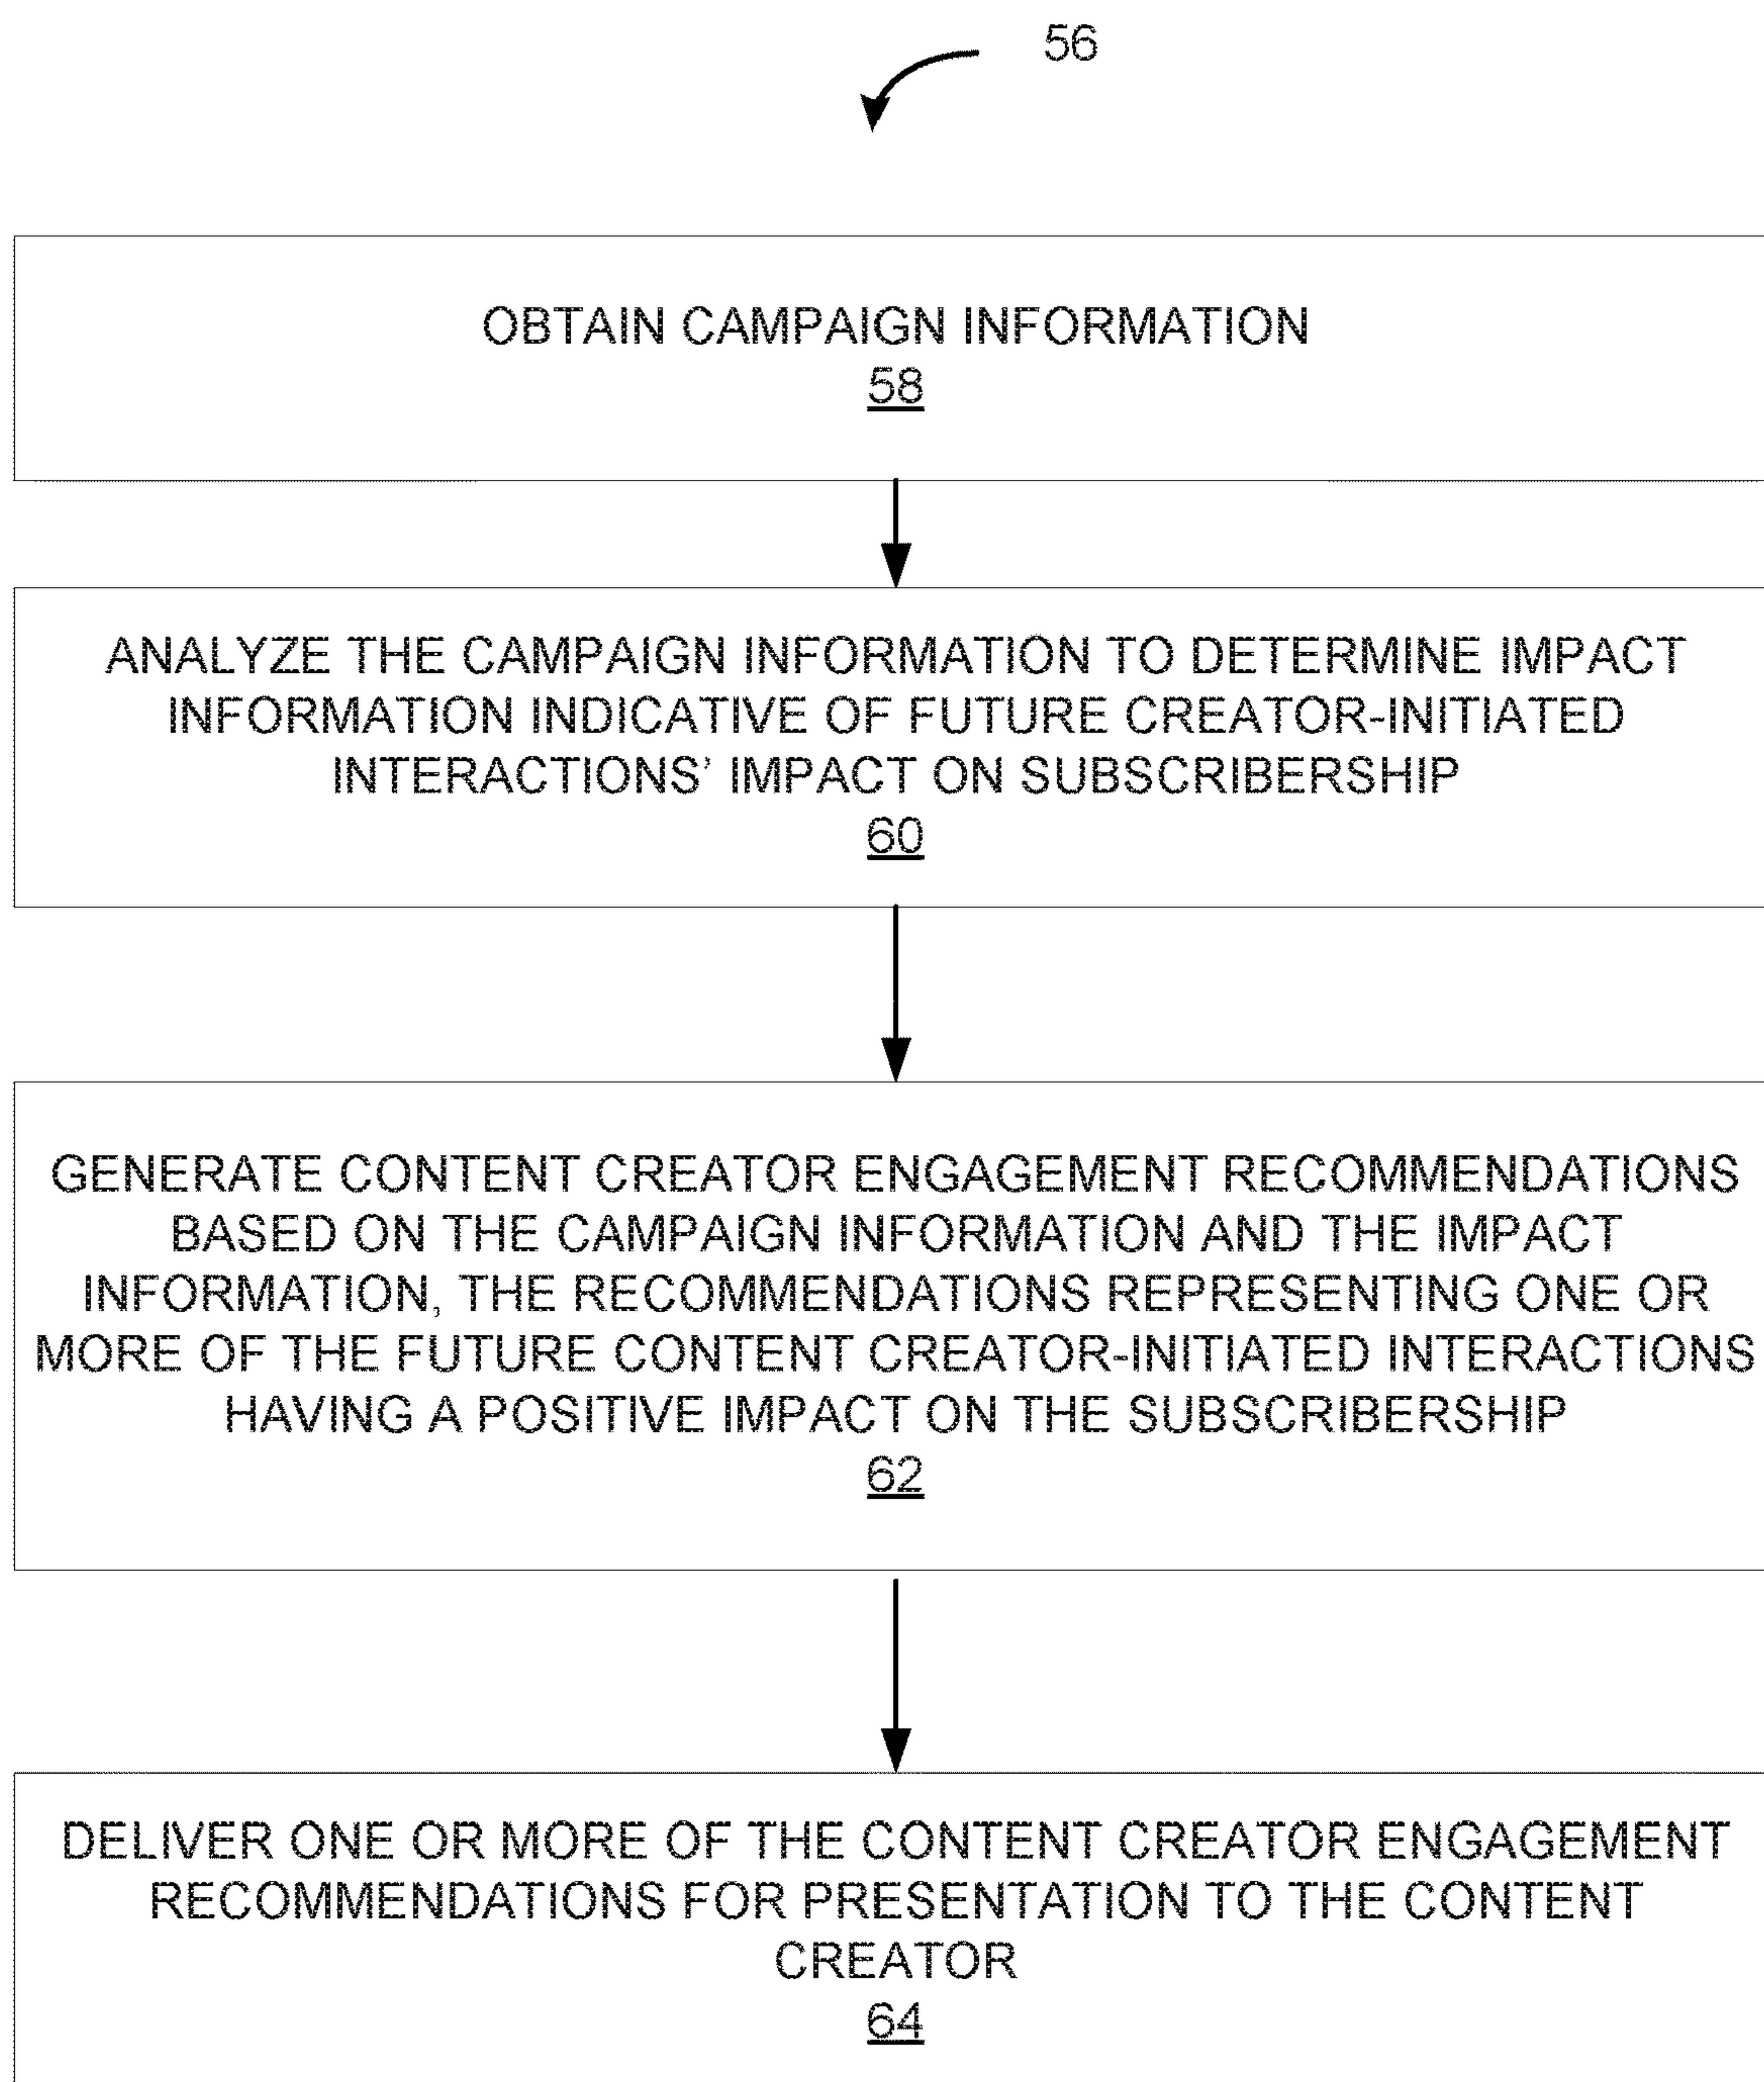 56
OBTAIN CAMPAIGN INFORMATION
58
ANALYZE THE CAMPAIGN INFORMATION TO DETERMINE IMPACT
INFORMATION INDICATIVE OF FUTURE CREATOR-INITIATED
INTERACTIONS’ IMPACT ON SUBSCRIBERSHIP
60
GENERATE CONTENT CREATOR ENGAGEMENT RECOMMENDATIONS
BASED ON THE CAMPAIGN INFORMATION AND THE IMPACT
INFORMATION, THE RECOMMENDATIONS REPRESENTING ONE OR
MORE OF THE FUTURE CONTENT CREATOR-INITIATED INTERACTIONS
HAVING A POSITIVE IMPACT ON THE SUBSCRIBERSHIP
62
DELIVER ONE OR MORE OF THE CONTENT CREATOR ENGAGEMENT
RECOMMENDATIONS FOR PRESENTATION TO THE CONTENT
CREATOR
64